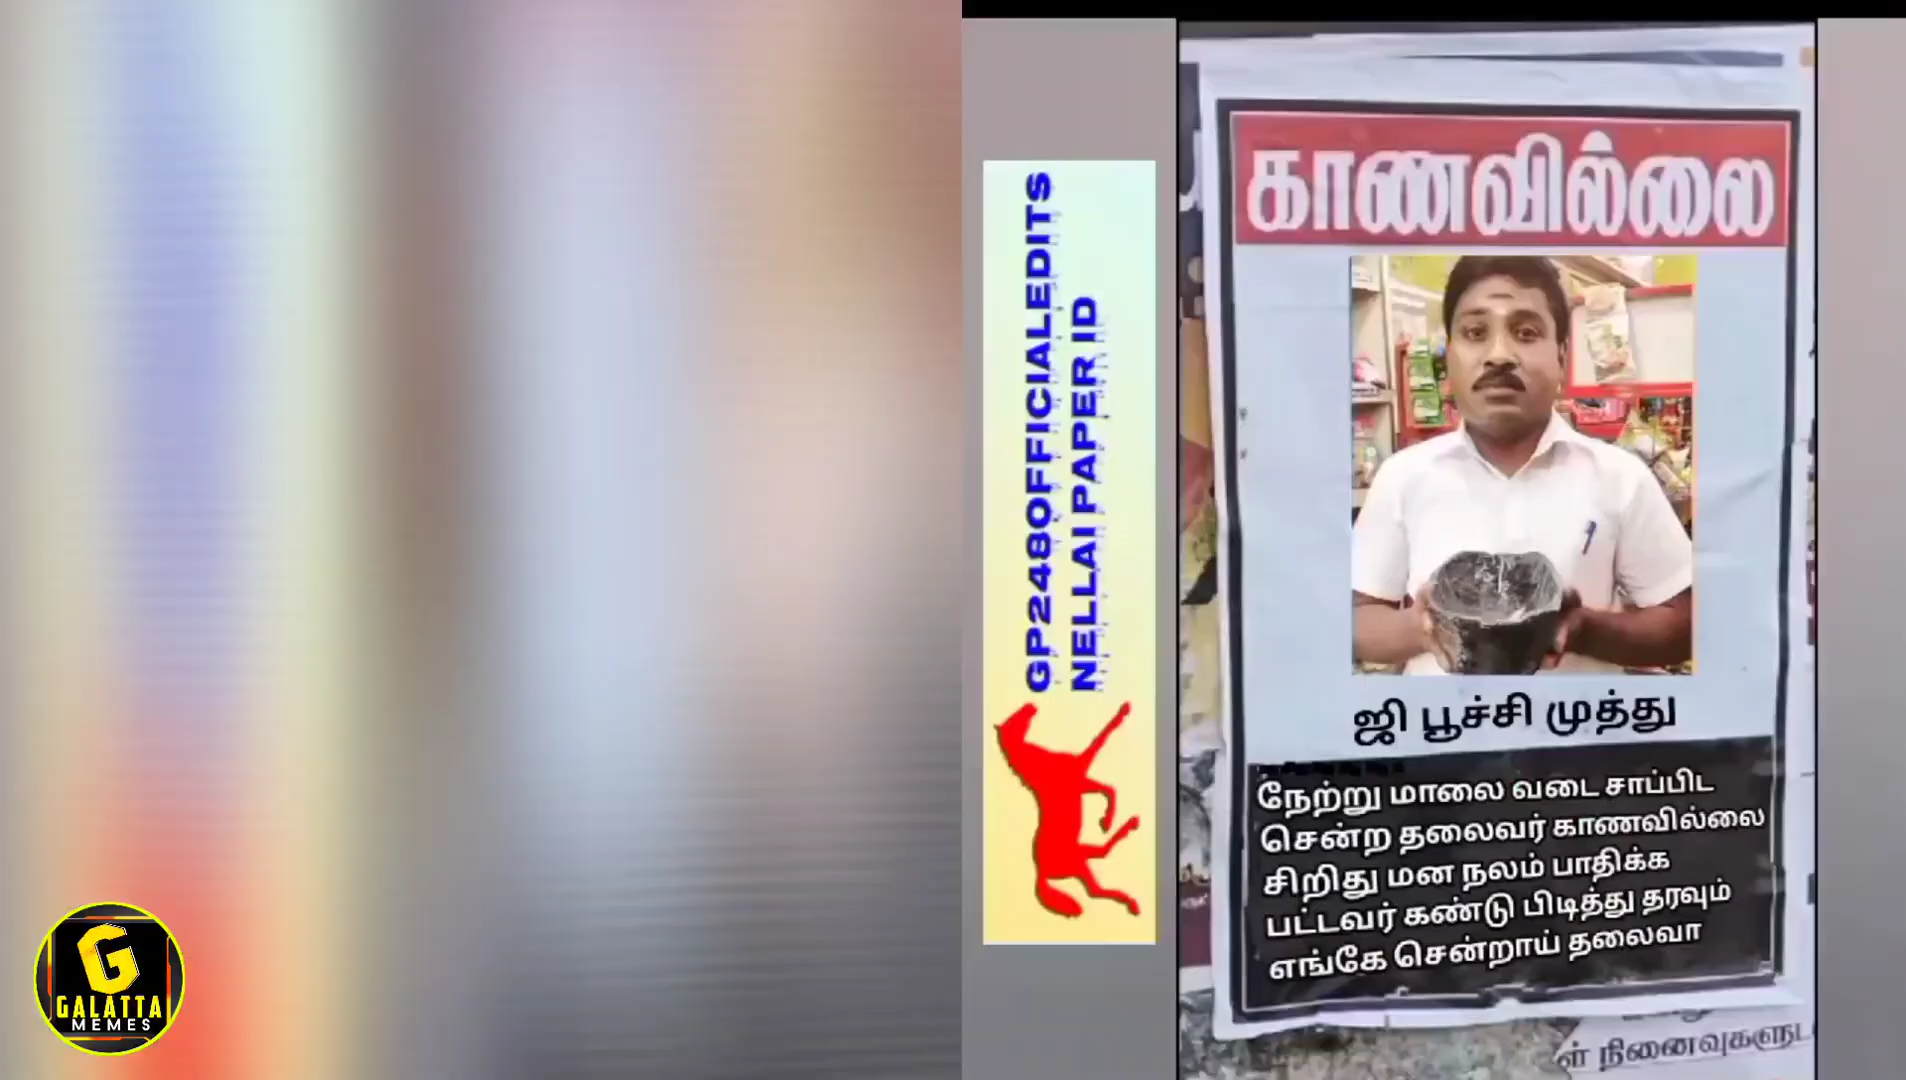 GP248OFFICIALEDITS
NELLAI PAPER ID
காணவில்லை
ஜி பூச்சி முத்து
நேற்று மாலை வடை சாப்பிட
சென்ற தலைவர் காணவில்லை
சிறிது மன நலம் பாதிக்க
பட்டவர் கண்டு பிடித்து தரவும்
எங்கே சென்றாய் தலைவா
ள் நினைவுகளுட
G
GALATTA
MEMES